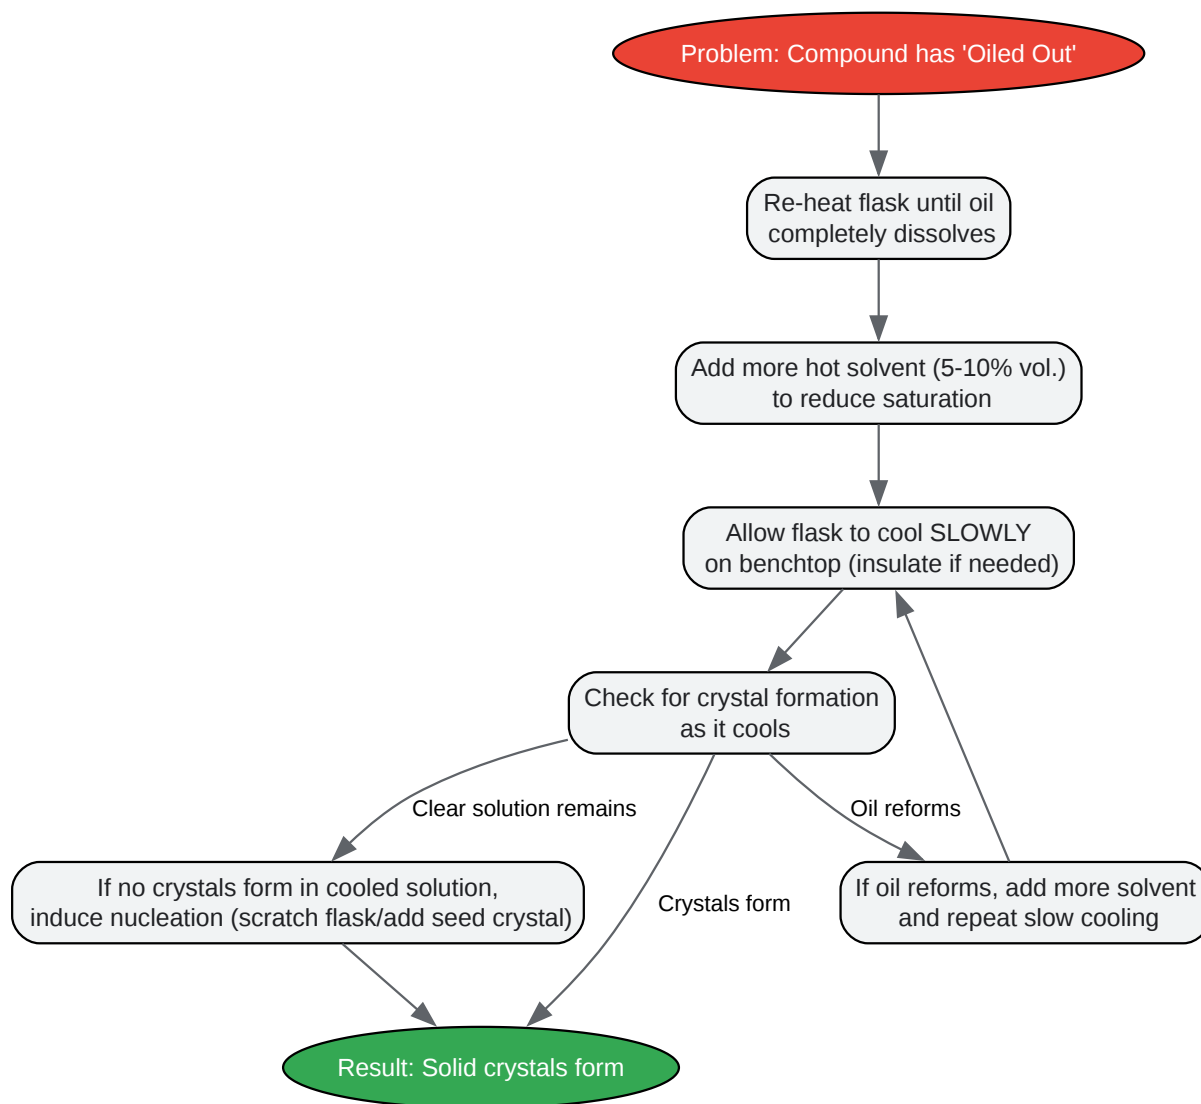 Problem: Compound has 'Oiled Out'
Re-heat flask until oil
completely dissolves
Add more hot solvent (5-10% vol.)
to reduce saturation
Allow flask to cool SLOWLY
on benchtop (insulate if needed)
Check for crystal formation
as it cools
Clear solution remains
Oil reforms
If no crystals form in cooled solution,
induce nucleation (scratch flask/add seed crystal)
Crystals form
If oil reforms, add more solvent
and repeat slow cooling
Result: Solid crystals form